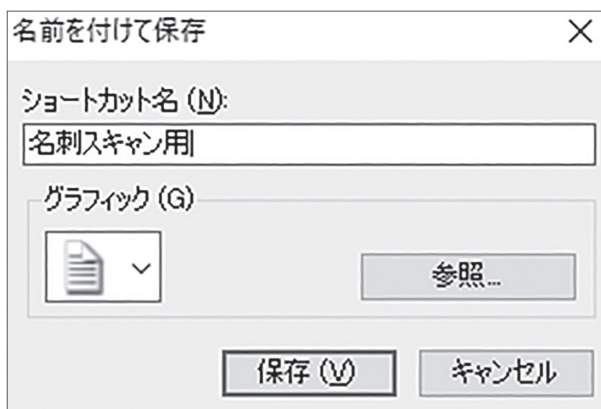 名前を付けて保存
ショートカット名 (N):
名刺スキャン用
グラフィック (G)
参照...
保存 (V) キャンセル